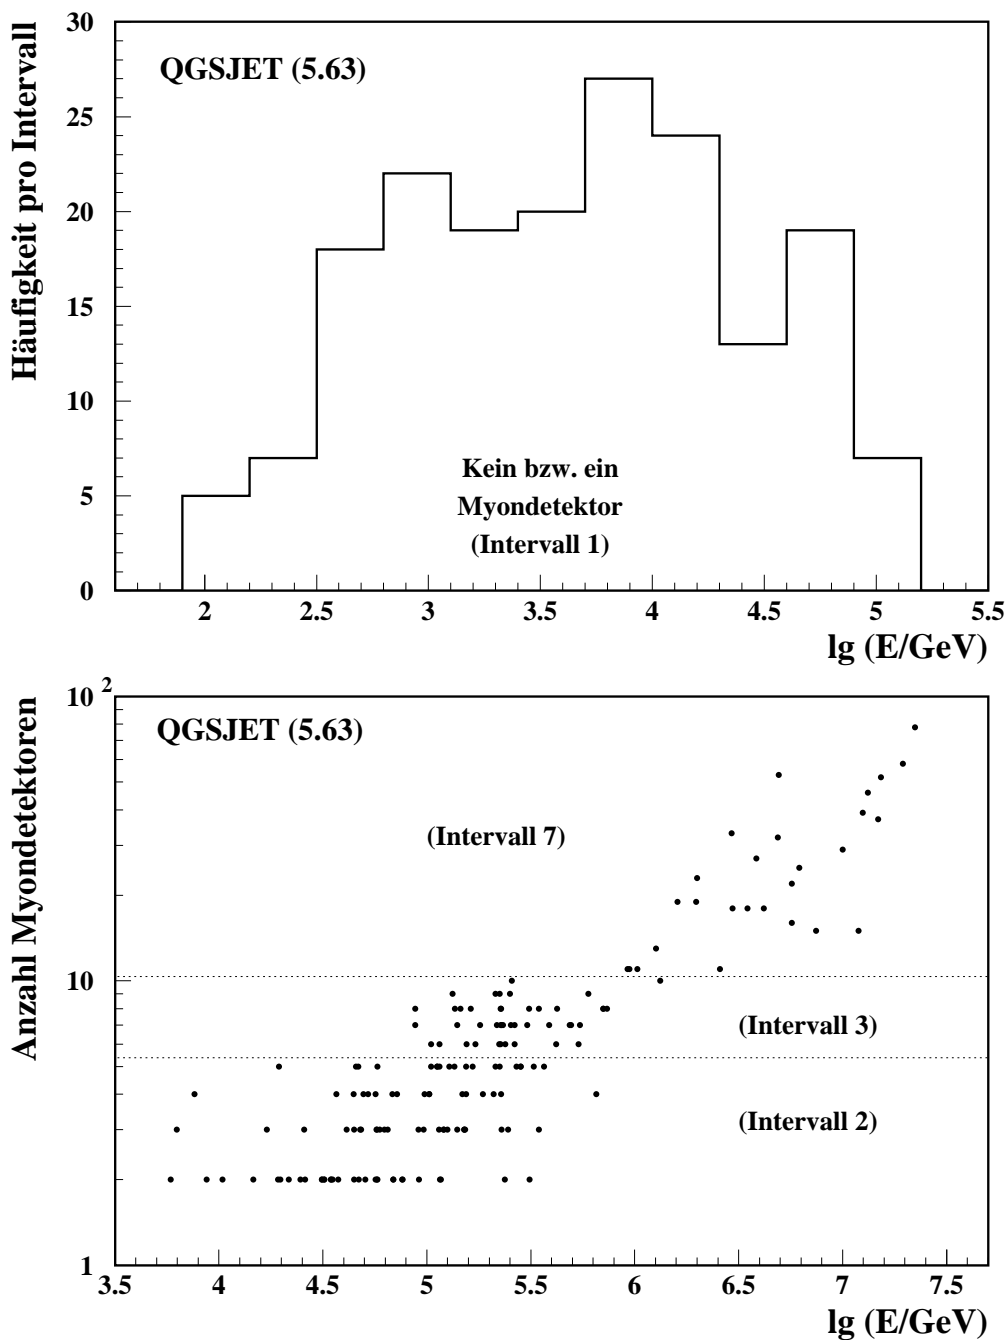 Häufigkeit pro Intervall
30
25
20
15
10
5
0
QGSJET (5.63)
Kein bzw. ein
Myondetektor
(Intervall 1)
2 2.5 3 3.5 4 4.5 5 5.5
lg (E/GeV)
Anzahl Myondetektoren
10 2
10
1
QGSJET (5.63)
(Intervall 7)
(Intervall 3)
(Intervall 2)
3.5 4 4.5 5 5.5 6 6.5 7 7.5
lg (E/GeV)